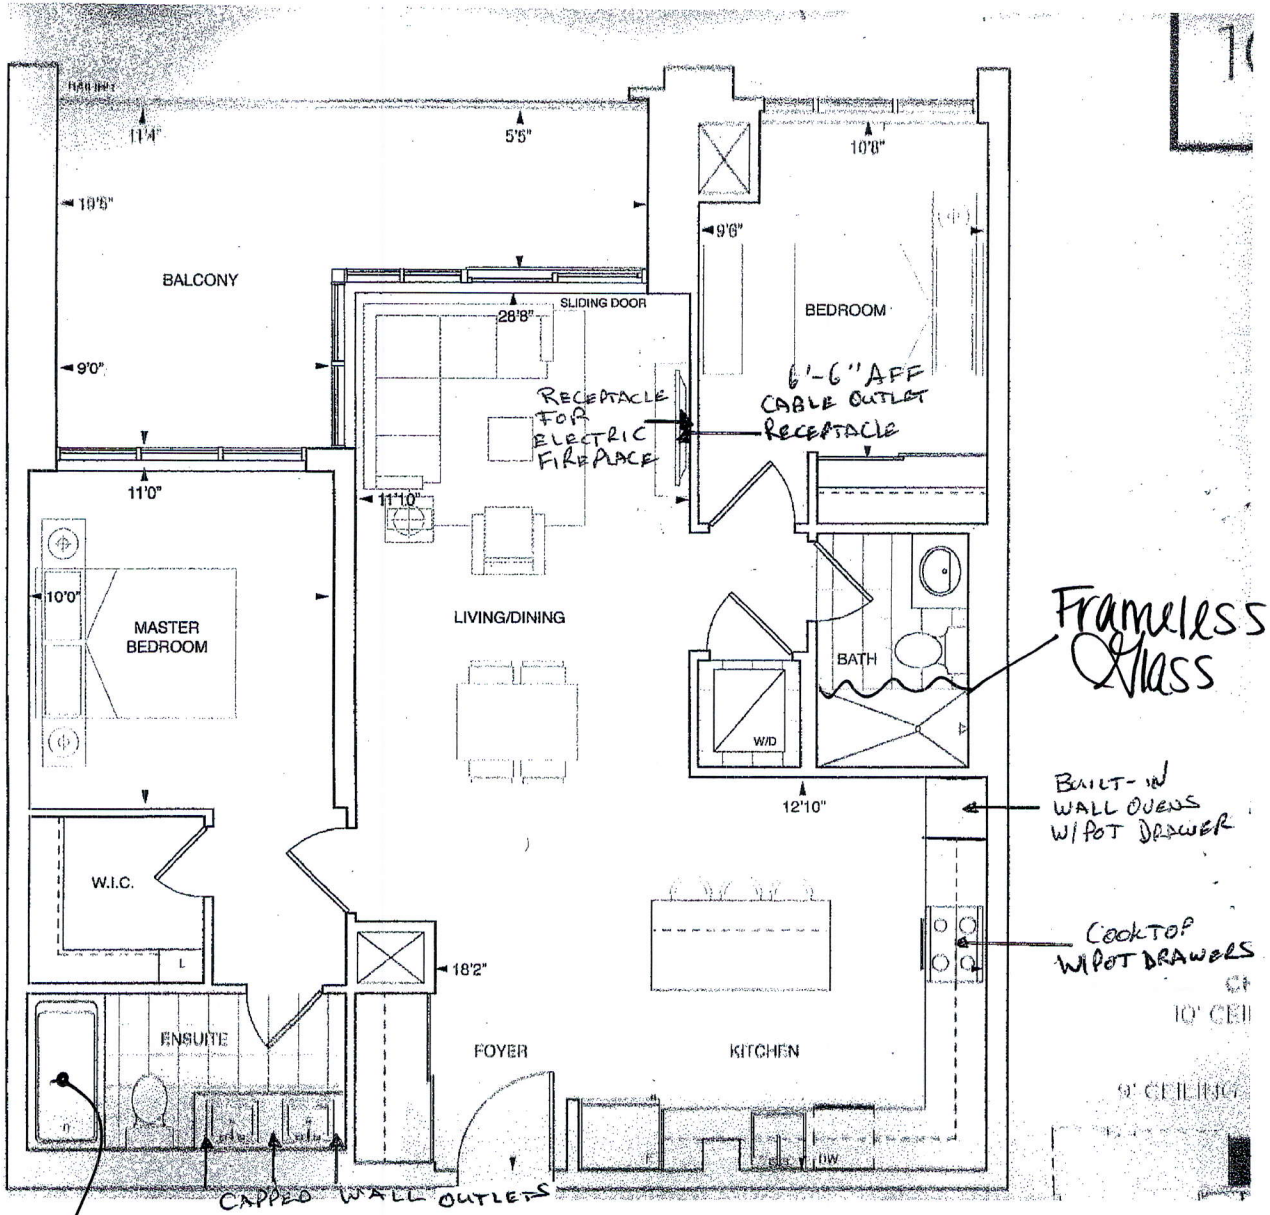 10
RAILING
11'4"
5'5"
10'8"
19'6"
9'6"
BALCONY
SLIDING DOOR
28'8"
BEDROOM
9'0"
6'-6" AFF
CABLE OUTLET
RECEPTACLE
RECEPTACLE
FOR
ELECTRIC
FIREPLACE
11'0"
11'10"
10'0"
MASTER
BEDROOM
LIVING/DINING
Frameless
Glass
BATH
W/D
12'10"
BUILT-IN
WALL OVENS
W/POT DRAWER
W.I.C.
L
18'2"
COOKTOP
W/POT DRAWERS
10' CEI
ENSUITE
FOYER
KITCHEN
9' CEILING
F
DW
CAPPED WALL OUTLETS